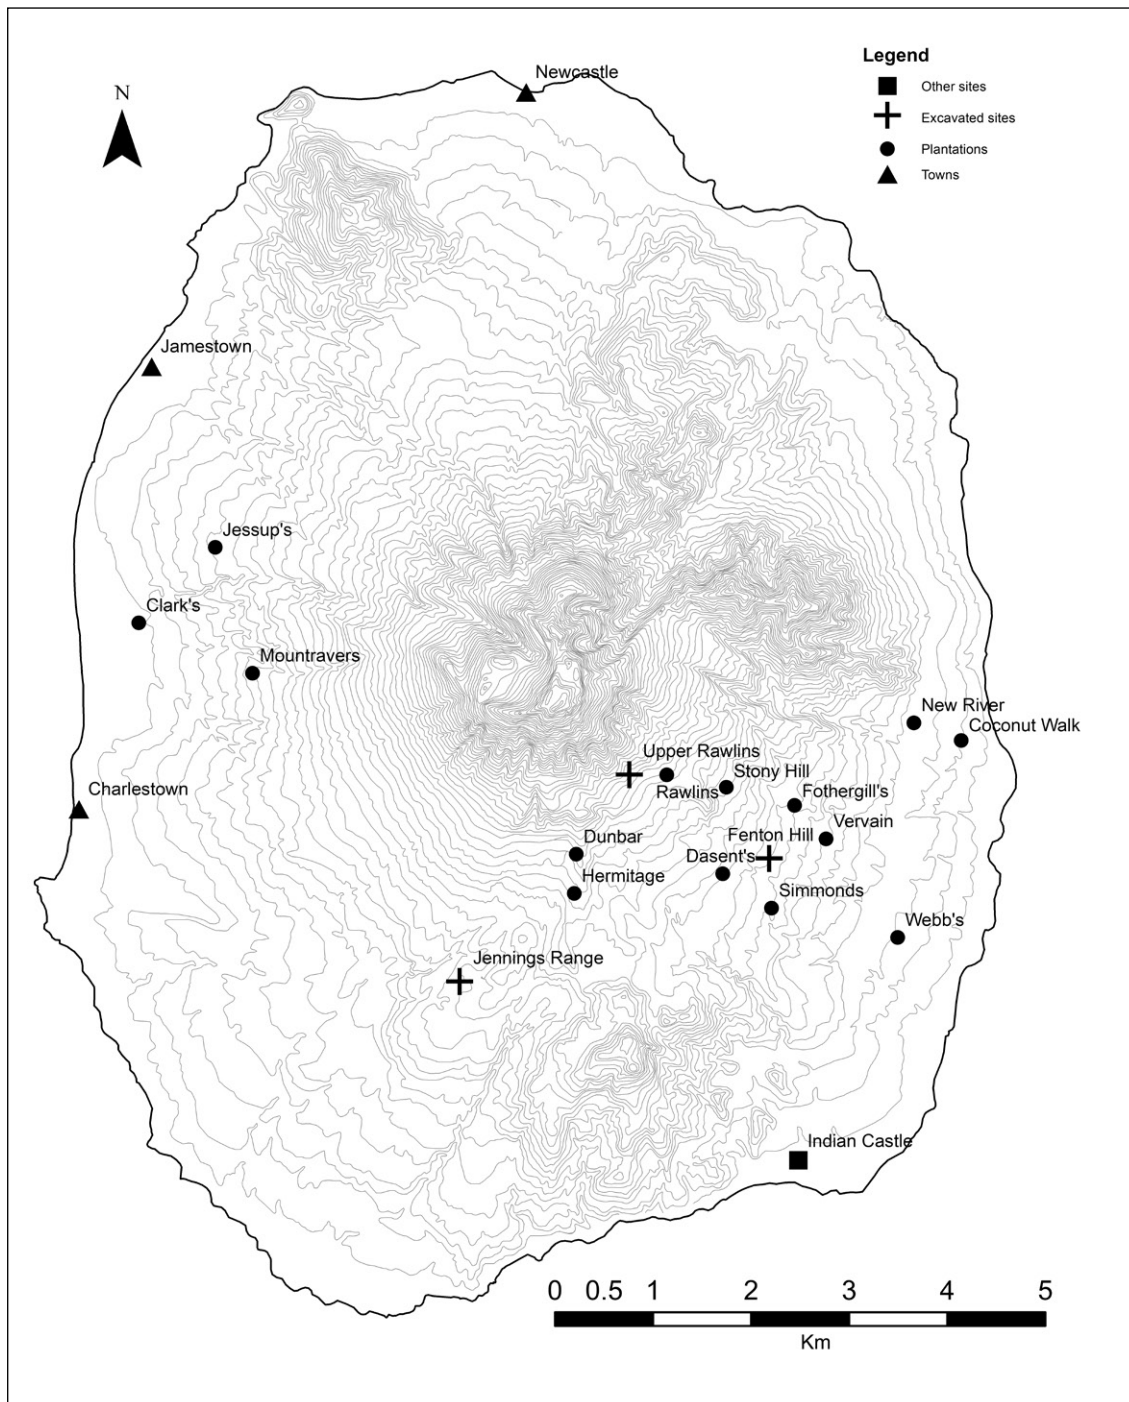 Newcastle
Legend
Other sites
Excavated sites
Plantations
Towns
N
Jamestown
Jessup's
Clark's
Mountravers
New River
Coconut Walk
Upper Rawlins
Stony Hill
Rawlins
Charlestown
Fothergill's
Vervain
Fenton Hill
Dunbar
Dasent's
Hermitage
Simmonds
Webb's
Jennings Range
Indian Castle
0 0.5 1 2 3 4 5
Km